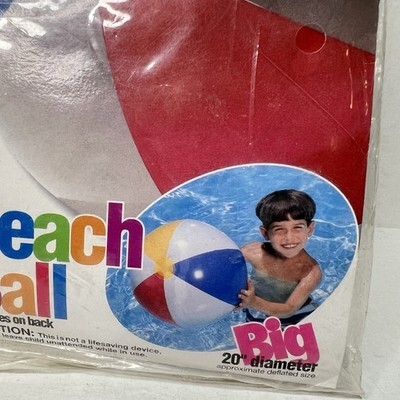 each
all
es on back
TION: This is not a lifesaving device,
leave child unattended while in use.
Big
20" diameter
approximate deflated size